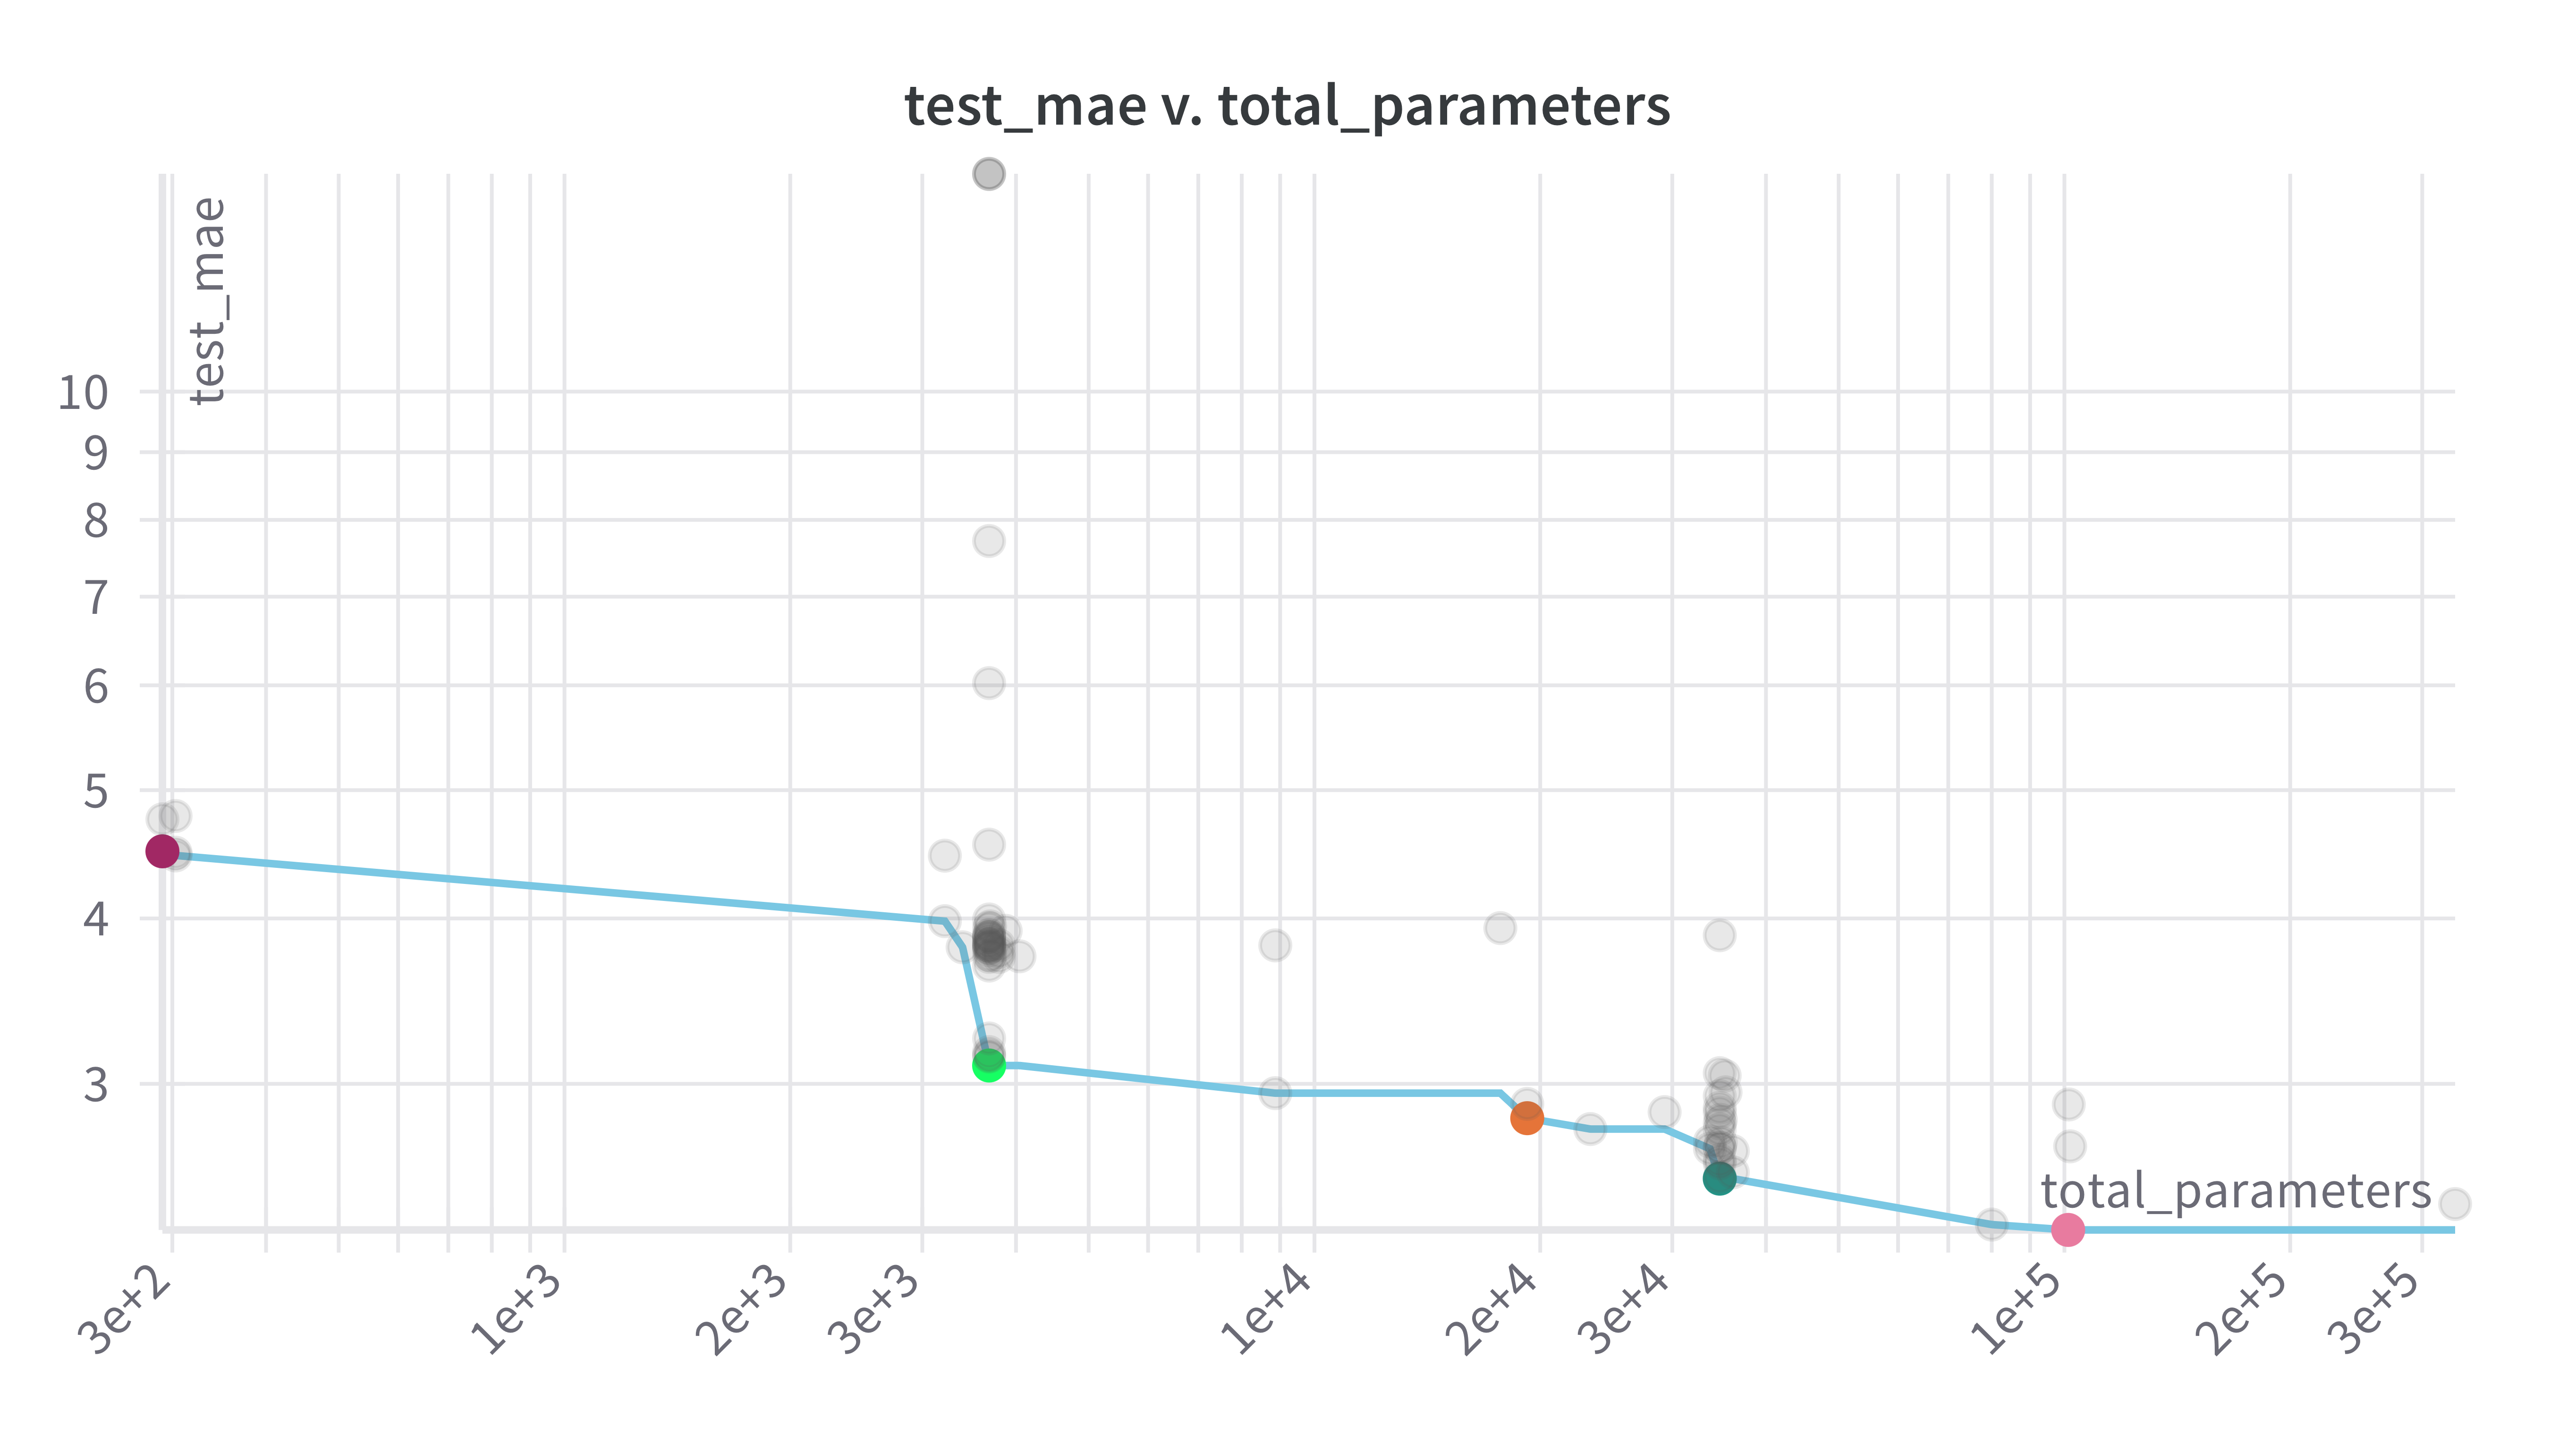 test_mae v. total_parameters
test_mae
10
9
8
7
6
5
4
3
total_parameters
3e+2
1e+3
2e+3
3e+3
1e+4
2e+4
3e+4
1e+5
2e+5
3e+5